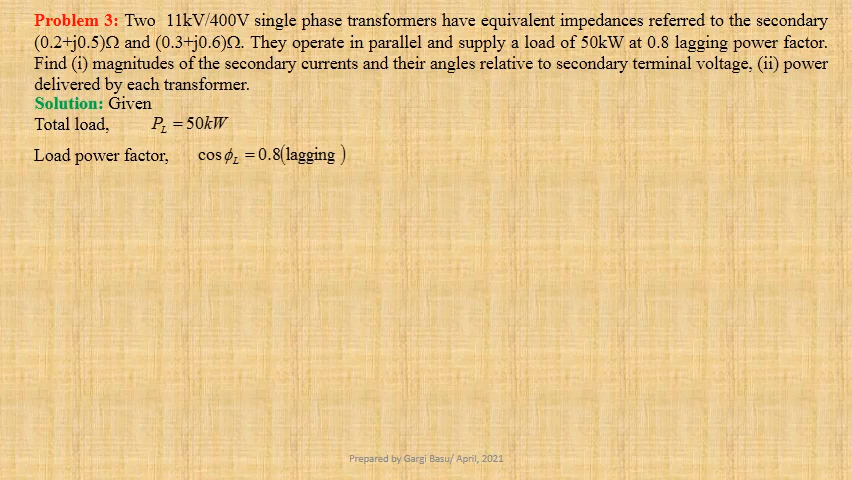 Problem 3: Two 11kV/400V single phase transformers have equivalent impedances referred to the secondary
(0.2+j0.5)Ω and (0.3+j0.6)Ω. They operate in parallel and supply a load of 50kW at 0.8 lagging power factor.
Find (i) magnitudes of the secondary currents and their angles relative to secondary terminal voltage, (ii) power
delivered by each transformer.
Solution: Given
Total load, P_L = 50kW
Load power factor, cos ϕ_L = 0.8(lagging )
Prepared by Gargi Basu/ April, 2021